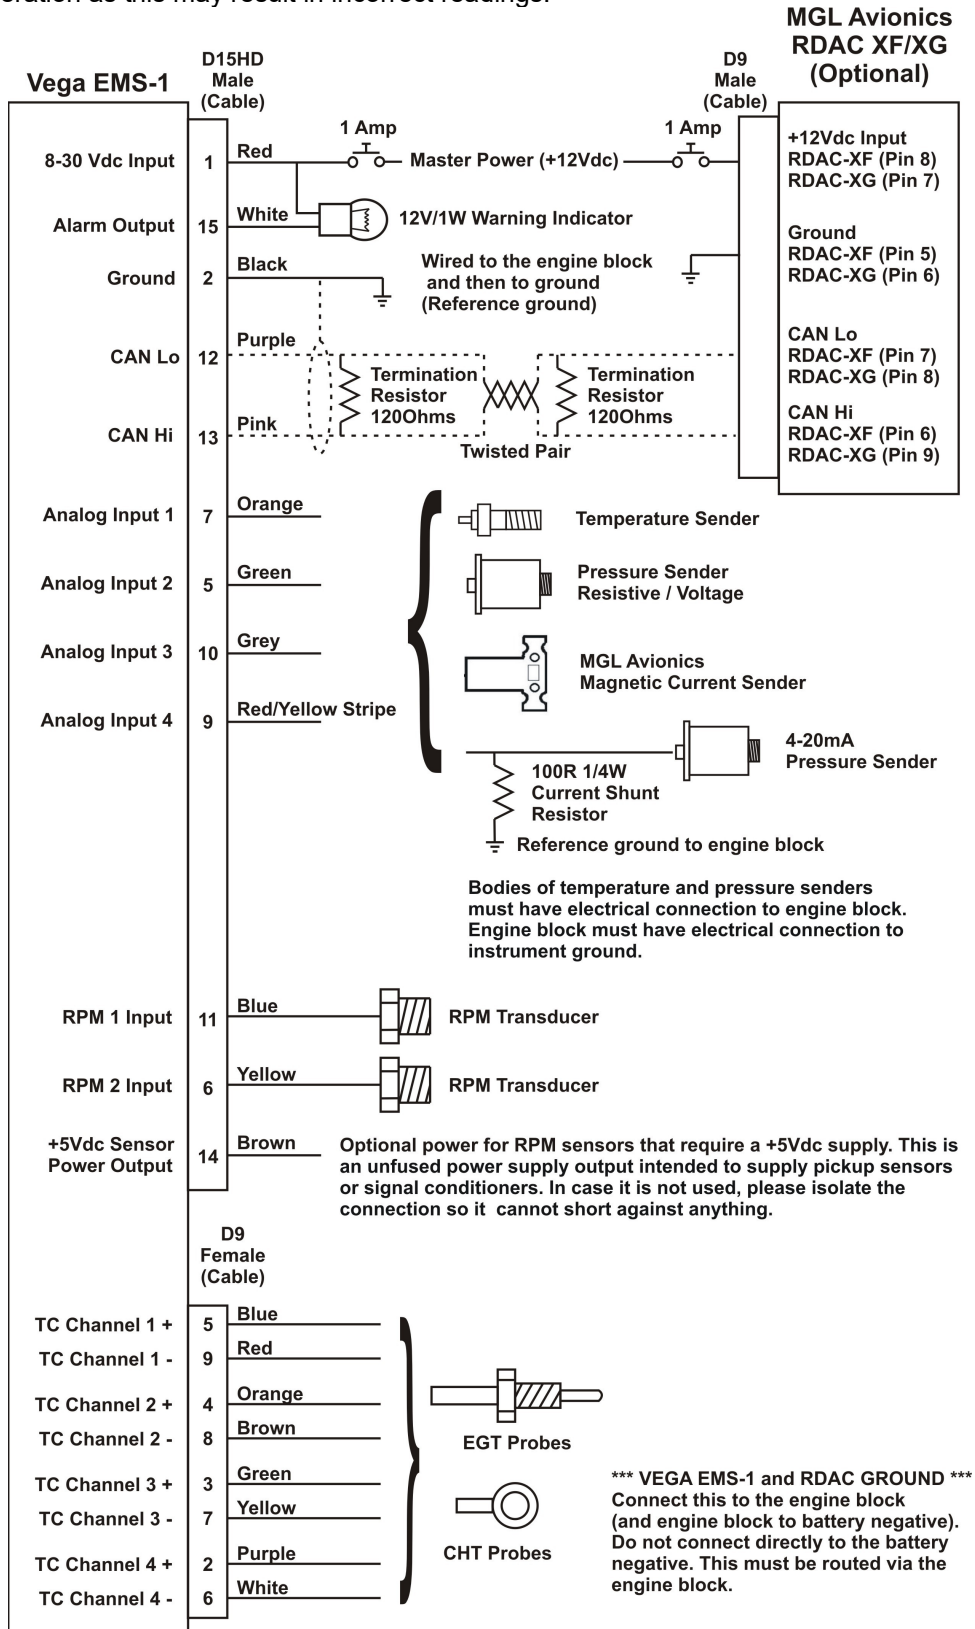 eration as this may result in incorrect readings.
MGL Avionics
RDAC XF/XG
(Optional)
Vega EMS-1
D15HD
Male
(Cable)
D9
Male
(Cable)
8-30 Vdc Input
1
Red
1 Amp
Master Power (+12Vdc)
1 Amp
+12Vdc Input
RDAC-XF (Pin 8)
RDAC-XG (Pin 7)
Alarm Output
15
White
12V/1W Warning Indicator
Ground
2
Black
Wired to the engine block
and then to ground
(Reference ground)
Ground
RDAC-XF (Pin 5)
RDAC-XG (Pin 6)
CAN Lo
12
Purple
Termination
Resistor
120Ohms
Termination
Resistor
120Ohms
CAN Lo
RDAC-XF (Pin 7)
RDAC-XG (Pin 8)
CAN Hi
13
Pink
Twisted Pair
CAN Hi
RDAC-XF (Pin 6)
RDAC-XG (Pin 9)
Analog Input 1
7
Orange
Temperature Sender
Analog Input 2
5
Green
Pressure Sender
Resistive / Voltage
Analog Input 3
10
Grey
MGL Avionics
Magnetic Current Sender
Analog Input 4
9
Red/Yellow Stripe
4-20mA
Pressure Sender
100R 1/4W
Current Shunt
Resistor
Reference ground to engine block
Bodies of temperature and pressure senders
must have electrical connection to engine block.
Engine block must have electrical connection to
instrument ground.
RPM 1 Input
11
Blue
RPM Transducer
RPM 2 Input
6
Yellow
RPM Transducer
+5Vdc Sensor
Power Output
14
Brown
Optional power for RPM sensors that require a +5Vdc supply. This is
an unfused power supply output intended to supply pickup sensors
or signal conditioners. In case it is not used, please isolate the
connection so it cannot short against anything.
D9
Female
(Cable)
TC Channel 1 +
5
Blue
TC Channel 1 -
9
Red
TC Channel 2 +
4
Orange
TC Channel 2 -
8
Brown
TC Channel 3 +
3
Green
TC Channel 3 -
7
Yellow
TC Channel 4 +
2
Purple
TC Channel 4 -
6
White
EGT Probes
CHT Probes
*** VEGA EMS-1 and RDAC GROUND ***
Connect this to the engine block
(and engine block to battery negative).
Do not connect directly to the battery
negative. This must be routed via the
engine block.